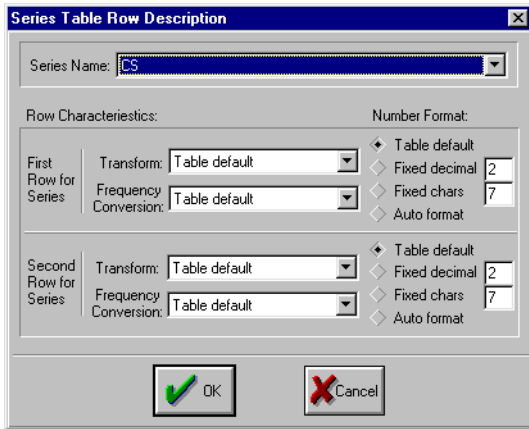 Series Table Row Description
Series Name: CS
Row Characteriestics: Number Format:
First Row for Series
Transform: Table default
Frequency Conversion: Table default
Table default
Fixed decimal 2
Fixed chars 7
Auto format
Second Row for Series
Transform: Table default
Frequency Conversion: Table default
Table default
Fixed decimal 2
Fixed chars 7
Auto format
OK Cancel